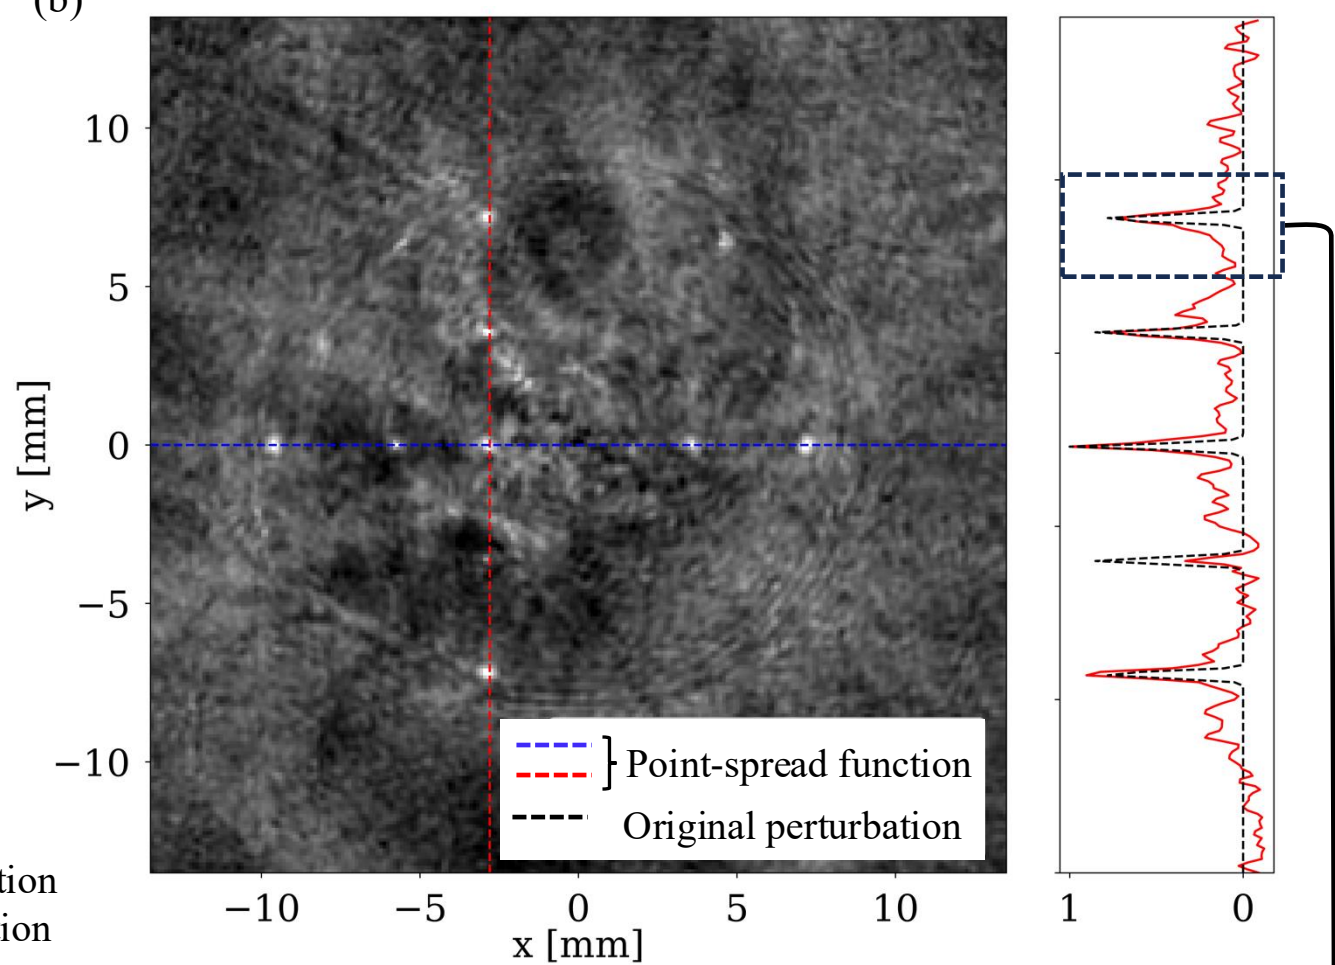 (b)
10
5
0
−5
−10
y [mm]
−10 −5 0 5 10
x [mm]
Point-spread function
Original perturbation
1 0
tion
ion